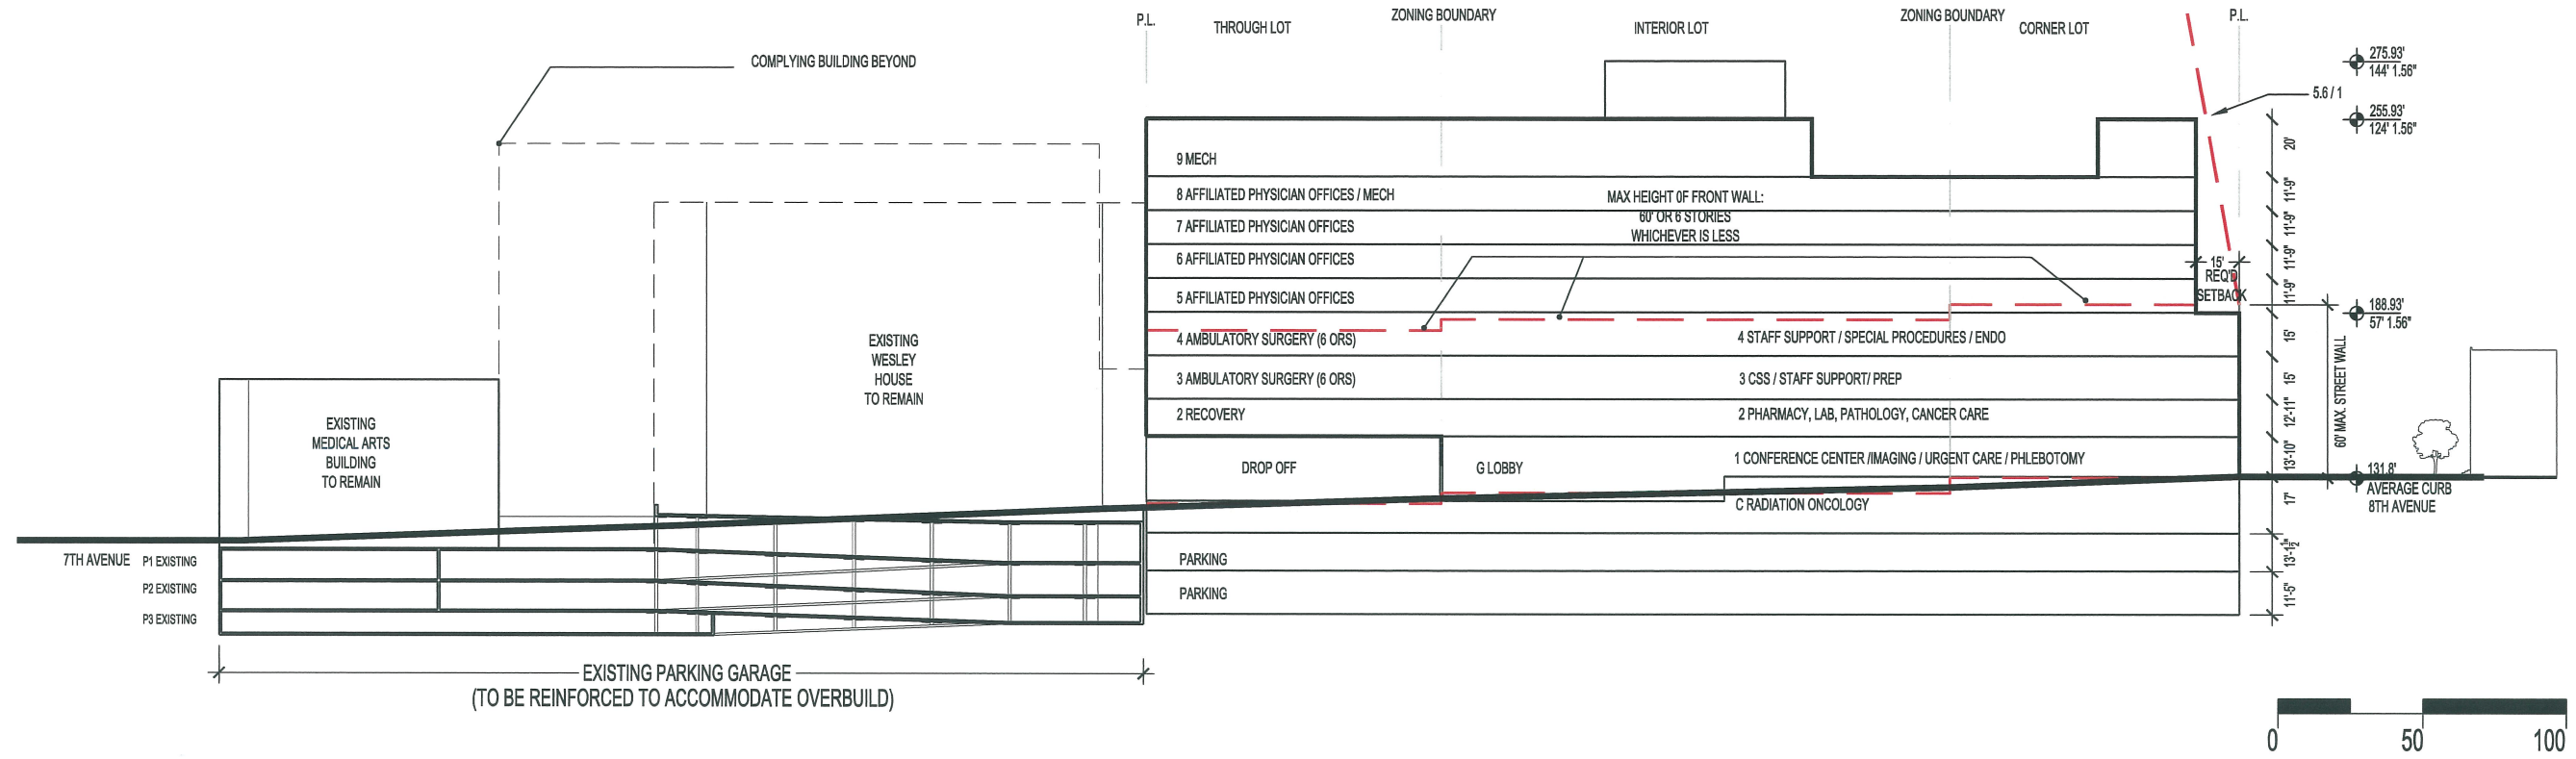 P.L.
THROUGH LOT
ZONING BOUNDARY
INTERIOR LOT
ZONING BOUNDARY
CORNER LOT
P.L.
COMPLYING BUILDING BEYOND
275.93'
144' 1.56"
5.6 / 1
255.93'
124' 1.56"
9 MECH
20'
8 AFFILIATED PHYSICIAN OFFICES / MECH
MAX HEIGHT 0F FRONT WALL:
60' OR 6 STORIES
WHICHEVER IS LESS
11'-9"
7 AFFILIATED PHYSICIAN OFFICES
11'-9"
6 AFFILIATED PHYSICIAN OFFICES
11'-9"
15'
REQ'D
SETBACK
5 AFFILIATED PHYSICIAN OFFICES
11'-9"
188.93'
57' 1.56"
EXISTING
WESLEY
HOUSE
TO REMAIN
4 AMBULATORY SURGERY (6 ORS)
4 STAFF SUPPORT / SPECIAL PROCEDURES / ENDO
15'
3 AMBULATORY SURGERY (6 ORS)
3 CSS / STAFF SUPPORT/ PREP
15'
60' MAX. STREET WALL
2 RECOVERY
2 PHARMACY, LAB, PATHOLOGY, CANCER CARE
12'-11"
EXISTING
MEDICAL ARTS
BUILDING
TO REMAIN
DROP OFF
G LOBBY
1 CONFERENCE CENTER /IMAGING / URGENT CARE / PHLEBOTOMY
13'-10"
131.8'
AVERAGE CURB
8TH AVENUE
C RADIATION ONCOLOGY
17'
7TH AVENUE
P1 EXISTING
PARKING
13'-1½"
P2 EXISTING
PARKING
11'-5"
P3 EXISTING
EXISTING PARKING GARAGE
(TO BE REINFORCED TO ACCOMMODATE OVERBUILD)
0 50 100